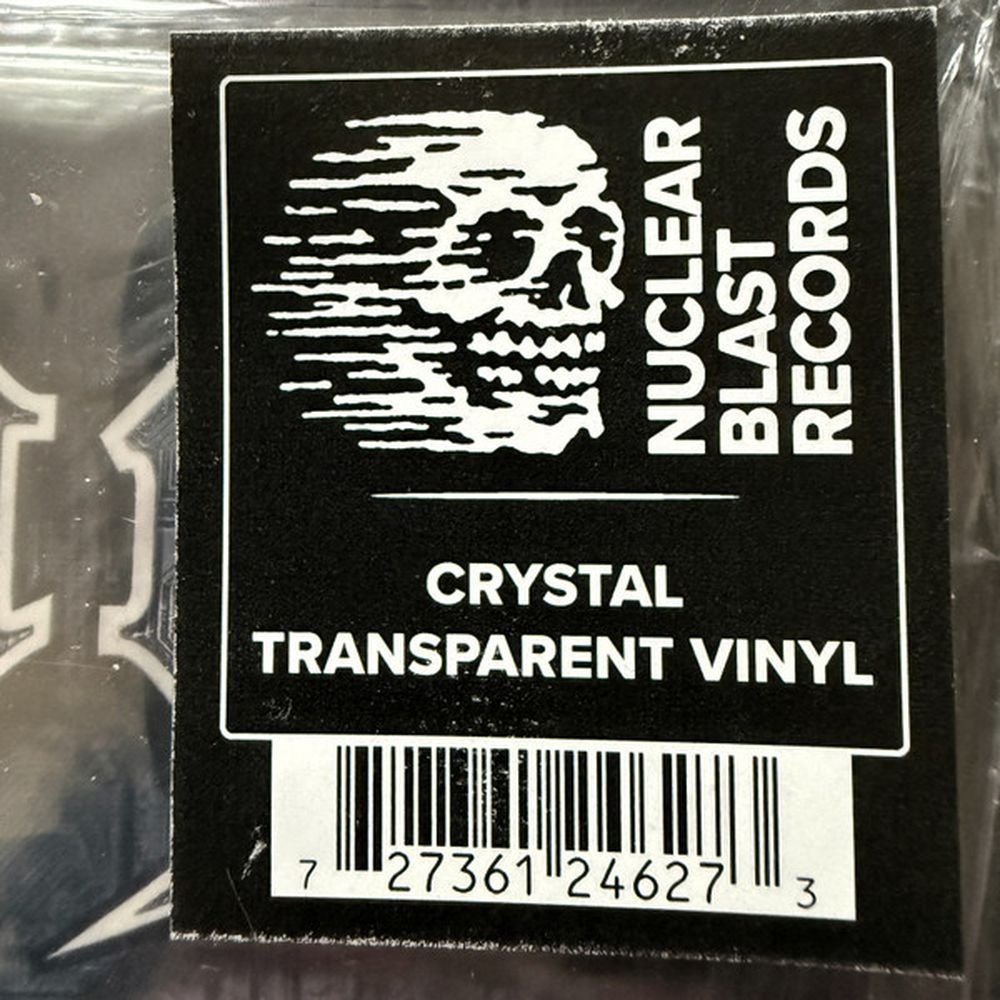 NUCLEAR
BLAST
RECORDS
CRYSTAL
TRANSPARENT VINYL
7 27361 24627 3